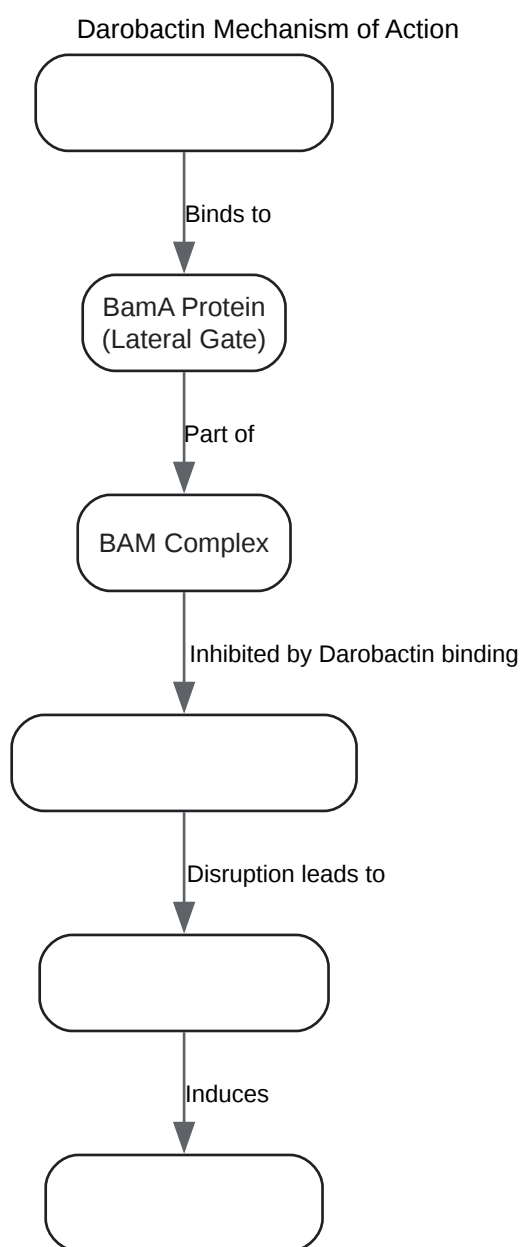 Darobactin Mechanism of Action
Binds to
BamA Protein
(Lateral Gate)
Part of
BAM Complex
Inhibited by Darobactin binding
Disruption leads to
Induces